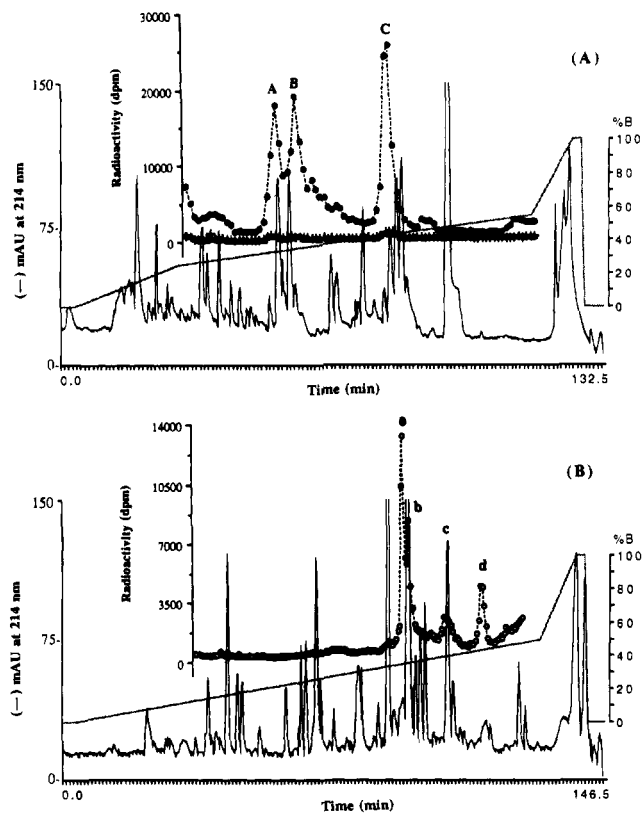 (A)
30000
20000
10000
0
Radioactivity (dpm)
A
B
C
150
75-
0-
(—) mAU at 214 nm
%B
100
80
60
40
20
0
0.0
132.5
Time (min)
(B)
14000
10500
7000
3500
0
Radioactivity (dpm)
b
c
d
150
75-
0-
(—) mAU at 214 nm
%B
100
80
60
40
20
0
0.0
146.5
Time (min)